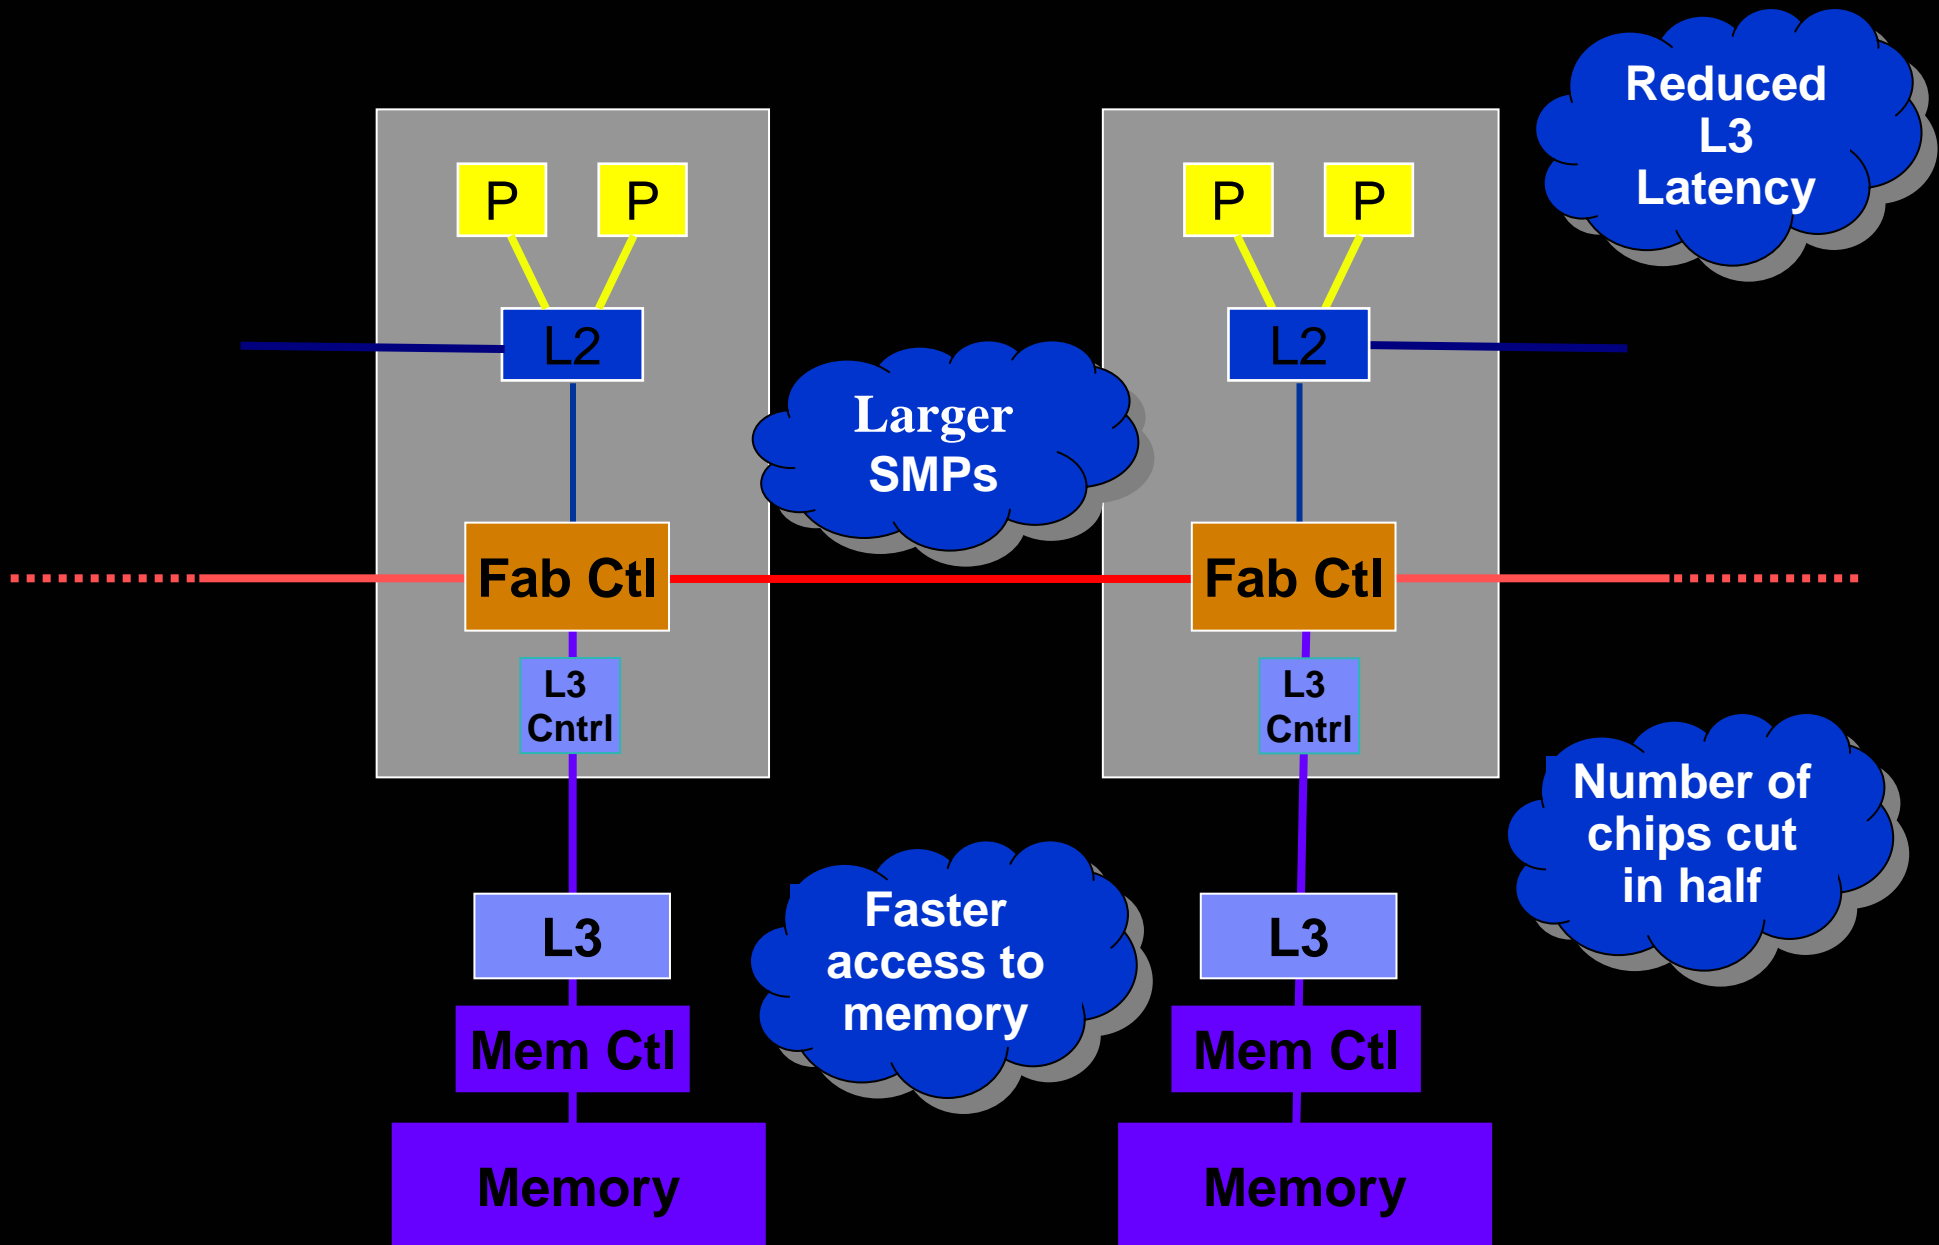 Reduced
L3
Latency
P P
P P
L2
L2
Larger
SMPs
Fab Ctl
Fab Ctl
L3
Cntrl
L3
Cntrl
Number of
chips cut
in half
L3
L3
Faster
access to
memory
Mem Ctl
Mem Ctl
Memory
Memory